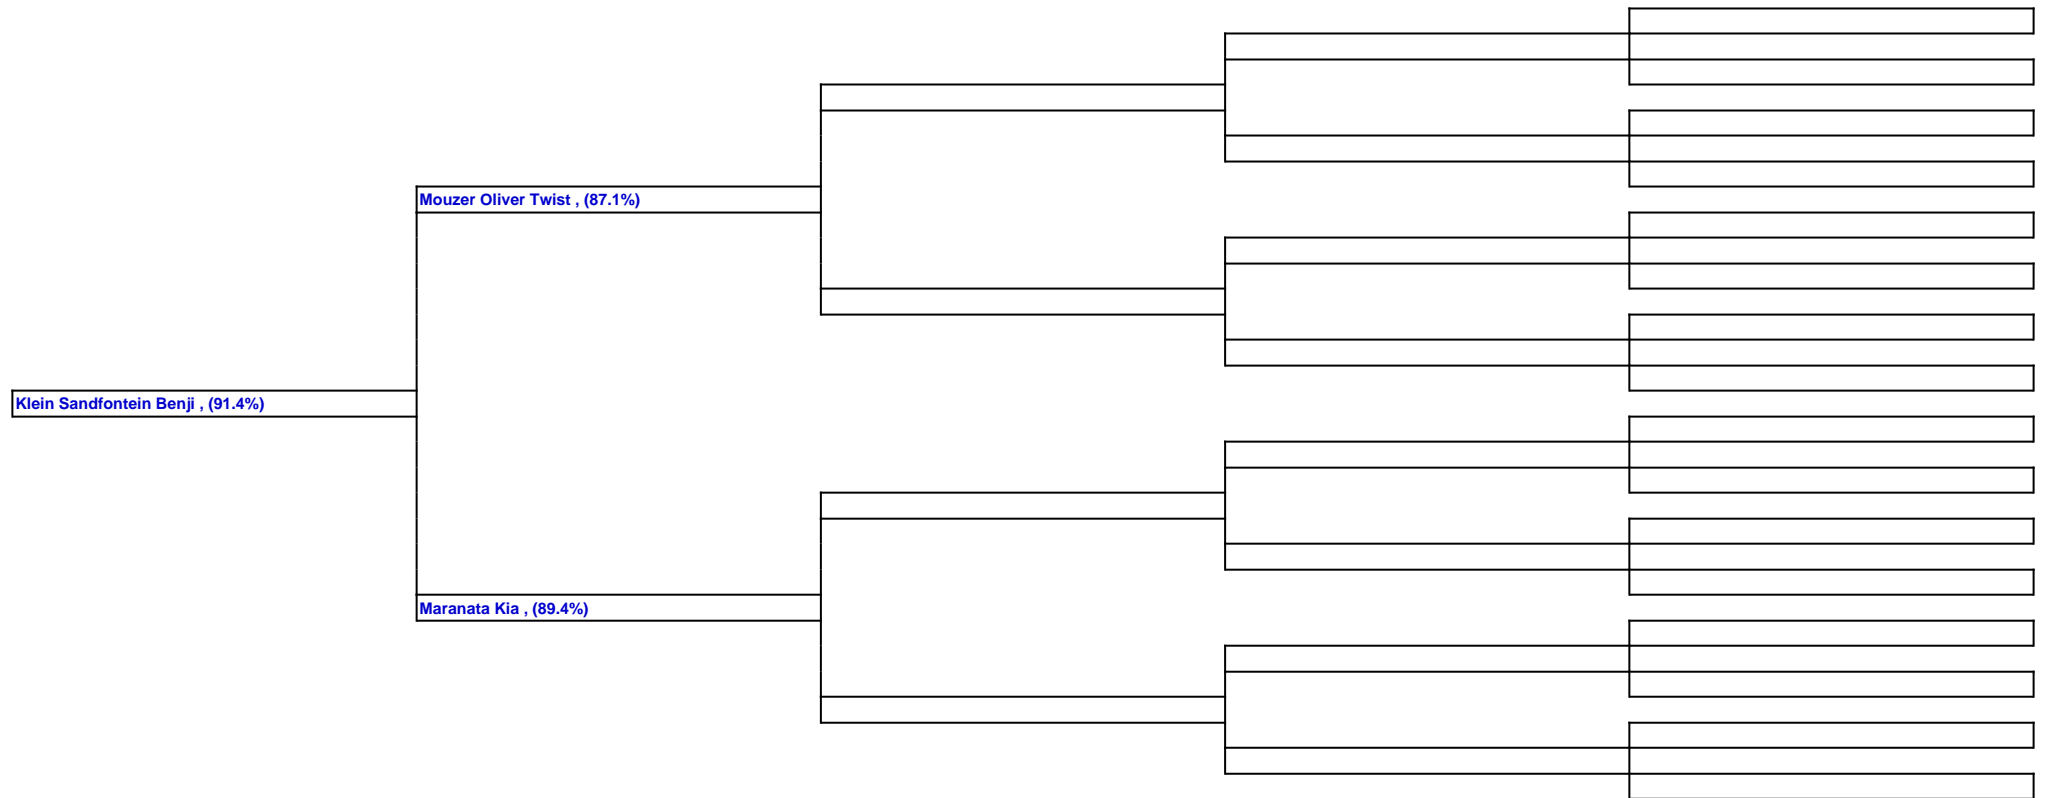 Mouzer Oliver Twist , (87.1%)
Klein Sandfontein Benji , (91.4%)
Maranata Kia , (89.4%)